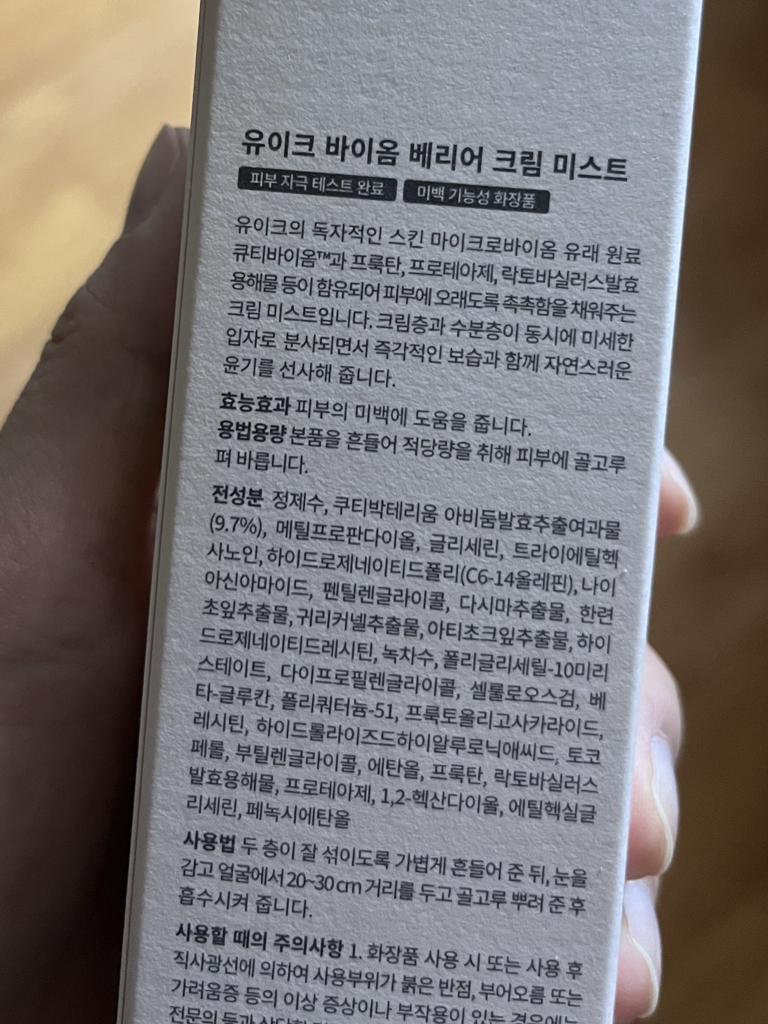 유이크 바이옴 베리어 크림 미스트
피부 자극 테스트 완료 미백 기능성 화장품
유이크의 독자적인 스킨 마이크로바이옴 유래 원료
큐티바이옴™과 프룩탄, 프로테아제, 락토바실러스발효
용해물 등이 함유되어 피부에 오래도록 촉촉함을 채워주는
크림 미스트입니다. 크림층과 수분층이 동시에 미세한
입자로 분사되면서 즉각적인 보습과 함께 자연스러운
윤기를 선사해 줍니다.
효능효과 피부의 미백에 도움을 줍니다.
용법용량 본품을 흔들어 적당량을 취해 피부에 골고루
펴 바릅니다.
전성분 정제수, 쿠티박테리움 아비둠발효추출여과물
(9.7%), 메틸프로판다이올, 글리세린, 트라이에틸헥
사노인, 하이드로제네이티드폴리(C6-14올레핀), 나이
아신아마이드, 펜틸렌글라이콜, 다시마추출물, 한련
초잎추출물, 귀리커넬추출물, 아티초크잎추출물, 하이
드로제네이티드레시틴, 녹차수, 폴리글리세릴-10미리
스테이트, 다이프로필렌글라이콜, 셀룰로오스검, 베
타-글루칸, 폴리쿼터늄-51, 프룩토올리고사카라이드,
레시틴, 하이드롤라이즈드하이알루로닉애씨드, 토코
페롤, 부틸렌글라이콜, 에탄올, 프룩탄, 락토바실러스
발효용해물, 프로테아제, 1,2-헥산다이올, 에틸헥실글
리세린, 페녹시에탄올
사용법 두 층이 잘 섞이도록 가볍게 흔들어 준 뒤, 눈을
감고 얼굴에서 20~30 cm 거리를 두고 골고루 뿌려 준 후
흡수시켜 줍니다.
사용할 때의 주의사항 1. 화장품 사용 시 또는 사용 후
직사광선에 의하여 사용부위가 붉은 반점, 부어오름 또는
가려움증 등의 이상 증상이나 부작용이 있는 경우에는
전문의 등과 상담할